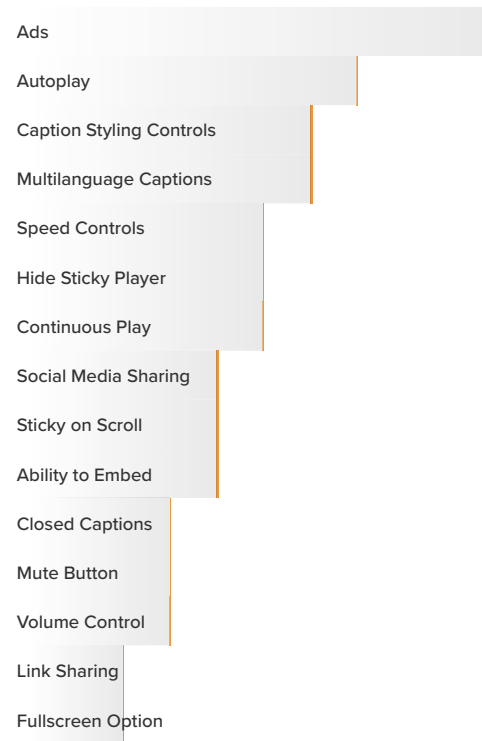 Ads
Autoplay
Caption Styling Controls
Multilanguage Captions
Speed Controls
Hide Sticky Player
Continuous Play
Social Media Sharing
Sticky on Scroll
Ability to Embed
Closed Captions
Mute Button
Volume Control
Link Sharing
Fullscreen Option